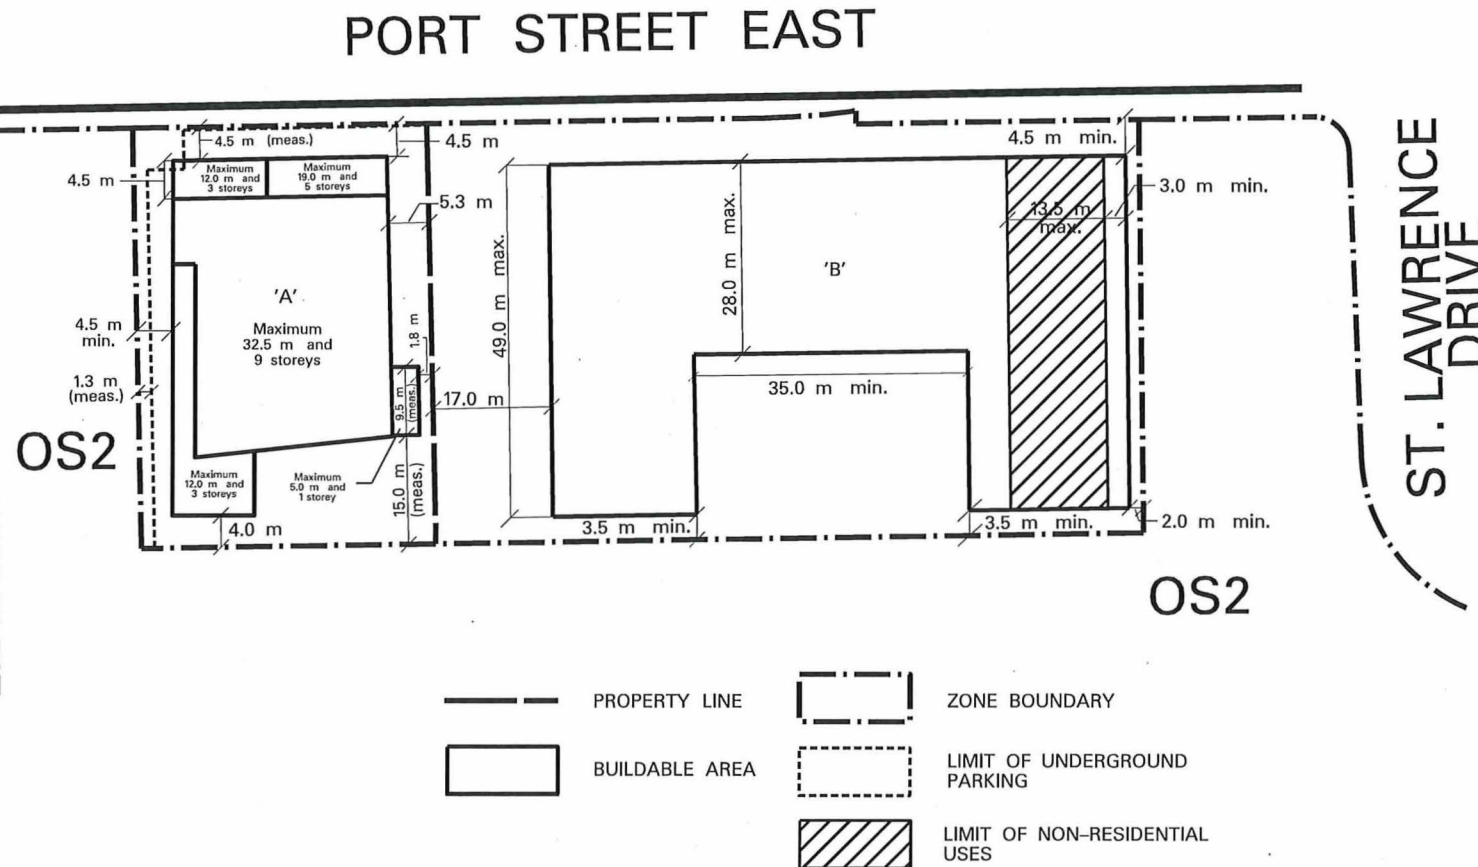 PORT STREET EAST
4.5 m (meas.)
4.5 m
4.5 m min.
4.5 m
Maximum
12.0 m and
3 storeys
Maximum
19.0 m and
5 storeys
5.3 m
3.0 m min.
13.5 m
max.
49.0 m max.
28.0 m max.
'B'
'A'
Maximum
32.5 m and
9 storeys
4.5 m
min.
1.8 m
1.3 m
(meas.)
9.5 m
(meas.)
17.0 m
35.0 m min.
OS2
Maximum
12.0 m and
3 storeys
Maximum
5.0 m and
1 storey
15.0 m
(meas.)
4.0 m
3.5 m min.
3.5 m min.
2.0 m min.
ST. LAWRENCE
DRIVE
OS2
PROPERTY LINE
ZONE BOUNDARY
BUILDABLE AREA
LIMIT OF UNDERGROUND
PARKING
LIMIT OF NON-RESIDENTIAL
USES